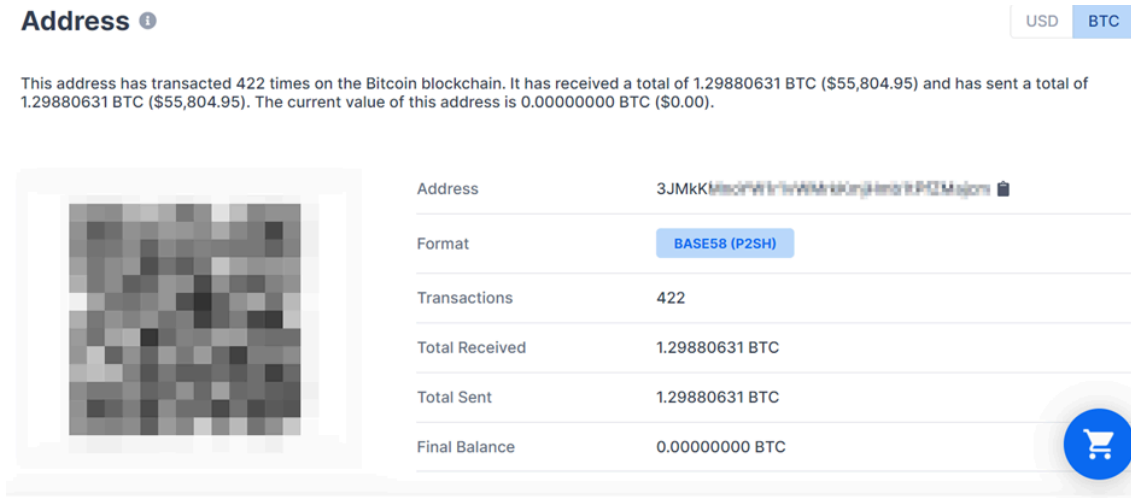 Address
USD BTC
This address has transacted 422 times on the Bitcoin blockchain. It has received a total of 1.29880631 BTC ($55,804.95) and has sent a total of
1.29880631 BTC ($55,804.95). The current value of this address is 0.00000000 BTC ($0.00).
Address 3JMkK
Format BASE58 (P2SH)
Transactions 422
Total Received 1.29880631 BTC
Total Sent 1.29880631 BTC
Final Balance 0.00000000 BTC